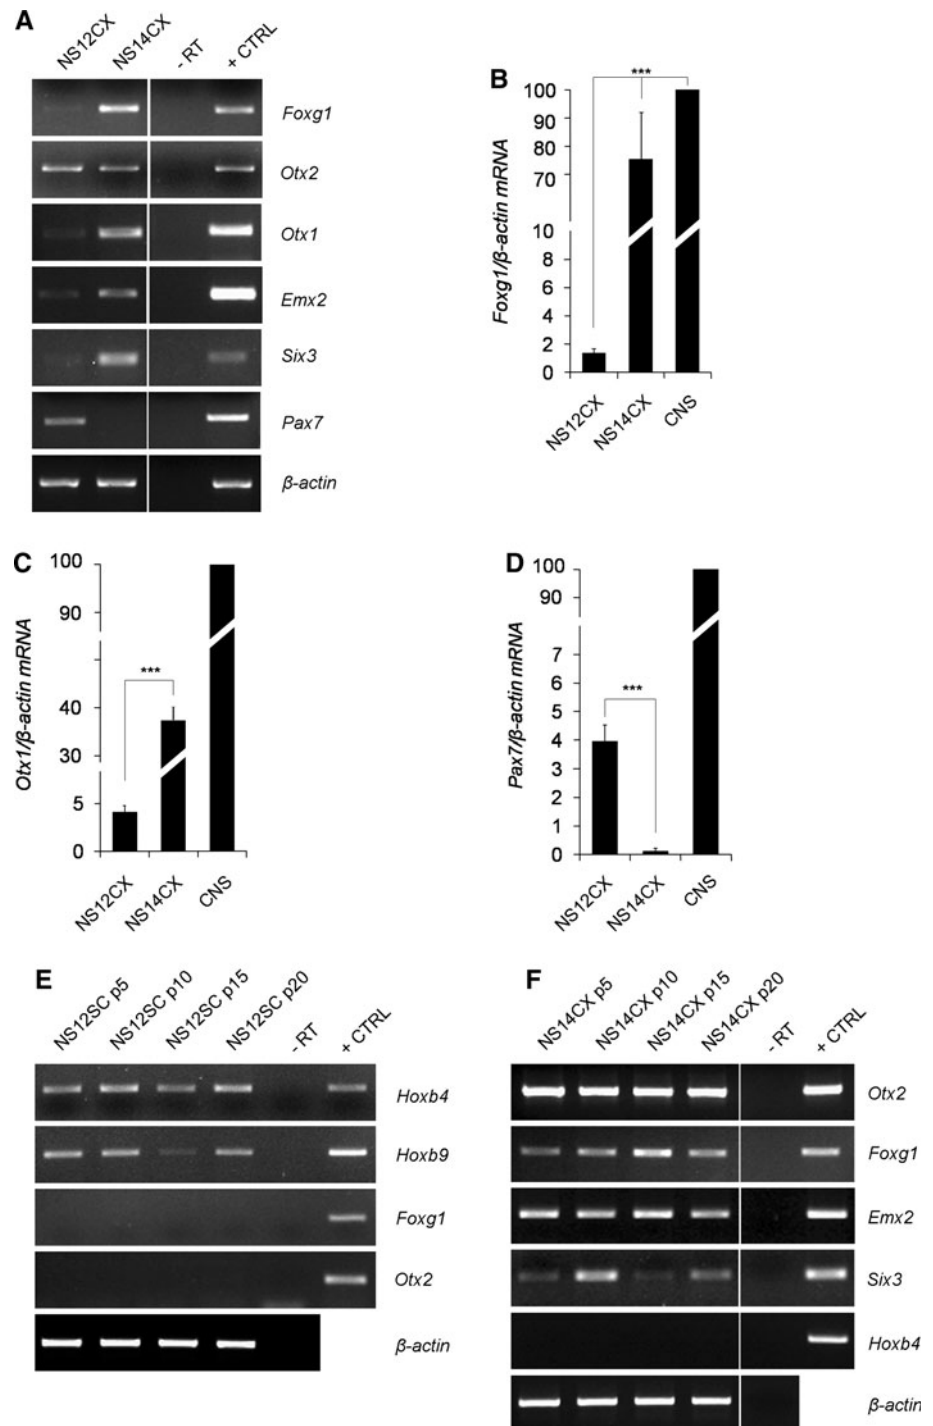 A
NS12CX NS14CX - RT + CTRL
Foxg1
Otx2
Otx1
Emx2
Six3
Pax7
β-actin
B
***
100
90
80
70
10
8
6
4
2
0
Foxg1/β-actin mRNA
NS12CX NS14CX CNS
C
100
90
40
30
5
0
***
Otx1/β-actin mRNA
NS12CX NS14CX CNS
D
100
90
7
6
5
4
3
2
1
0
***
Pax7/β-actin mRNA
NS12CX NS14CX CNS
E
NS12SC p5 NS12SC p10 NS12SC p15 NS12SC p20 - RT + CTRL
Hoxb4
Hoxb9
Foxg1
Otx2
β-actin
F
NS14CX p5 NS14CX p10 NS14CX p15 NS14CX p20 - RT + CTRL
Otx2
Foxg1
Emx2
Six3
Hoxb4
β-actin